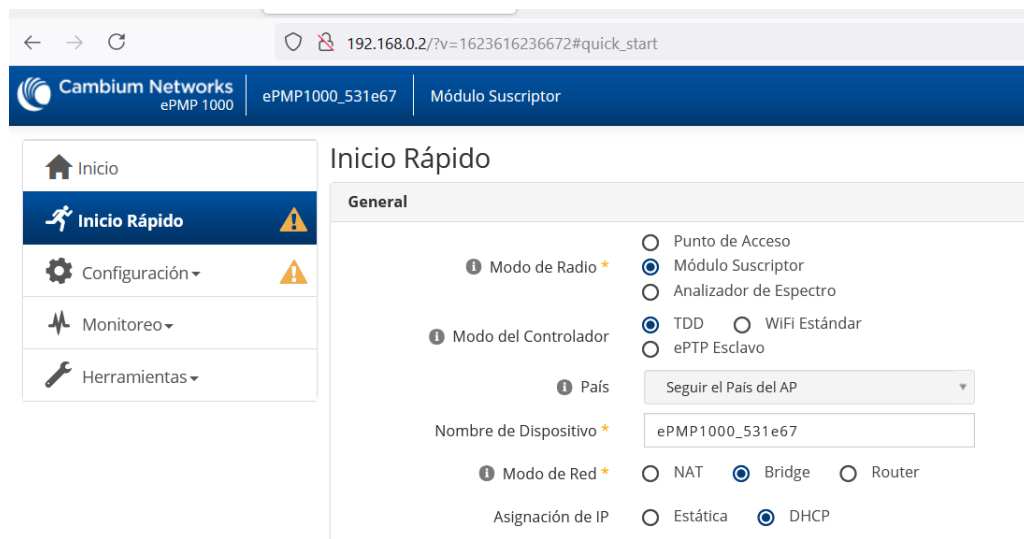 192.168.0.2/?v=1623616236672#quick_start
Cambium Networks
ePMP 1000
ePMP1000_531e67
Módulo Suscriptor
Inicio
Inicio Rápido
Configuración
Monitoreo
Herramientas
Inicio Rápido
General
Modo de Radio *
Punto de Acceso
Módulo Suscriptor
Analizador de Espectro
Modo del Controlador
TDD WiFi Estándar
ePTP Esclavo
País Seguir el País del AP
Nombre de Dispositivo * ePMP1000_531e67
Modo de Red * NAT Bridge Router
Asignación de IP Estática DHCP